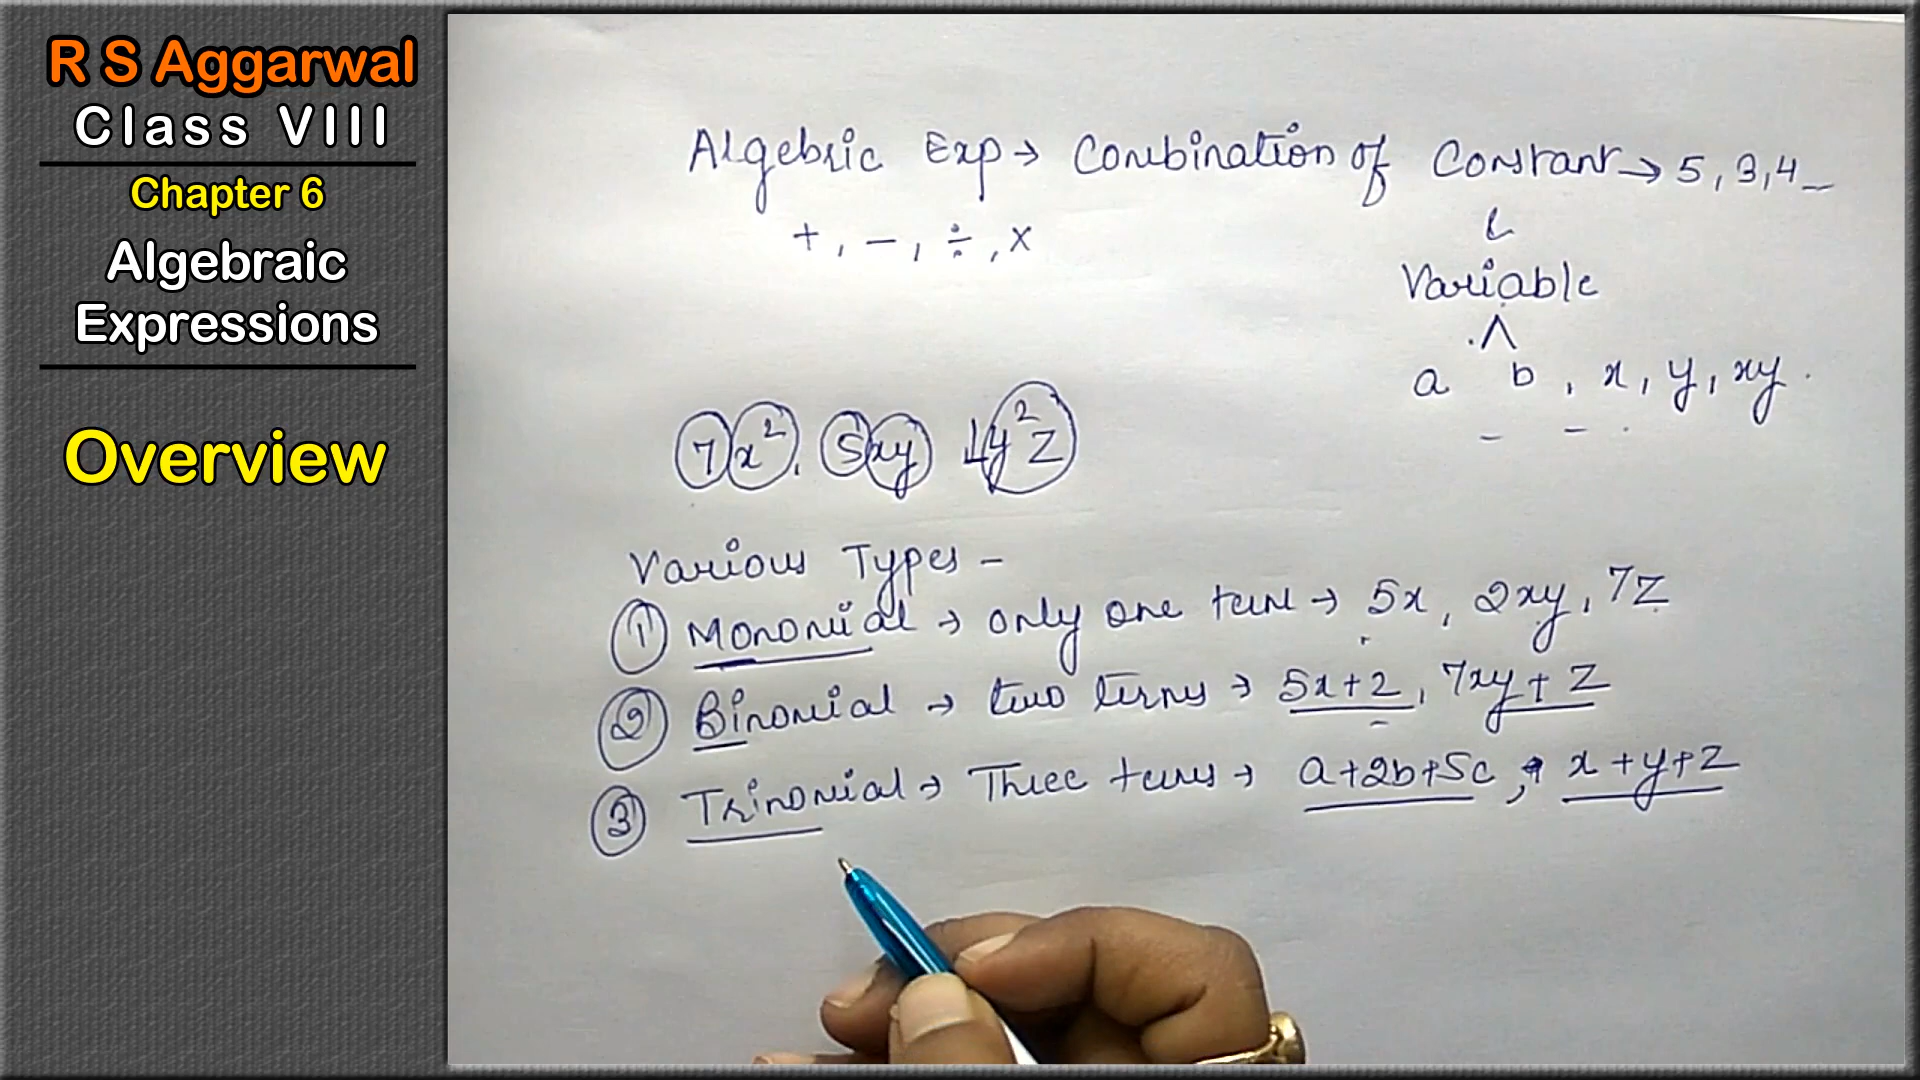 R S Aggarwal
Class VIII
Chapter 6
Algebraic
Expressions
Overview
Algebric Exp → Combination of Constant → 5, 3, 4 _
+, -, ÷, x
&
Variable
a b, x, y, xy.
7x². 5xy 4y²z
Various Types -
① Monomial → only one term → 5x, 2xy, 7z
② Binomial → two terms → 5x+2, 7xy+z
③ Trinomial → Three terms → a+2b+5c, x+y+z